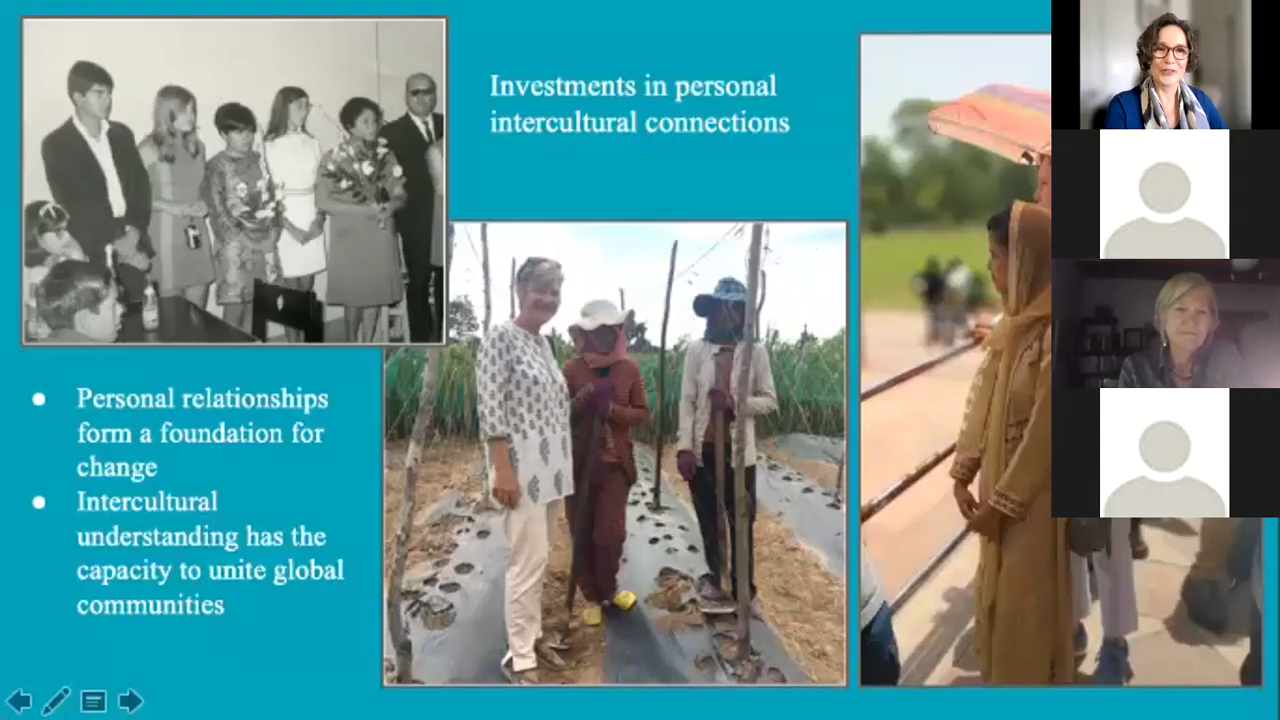 Investments in personal
intercultural connections
● Personal relationships
form a foundation for
change
● Intercultural
understanding has the
capacity to unite global
communities